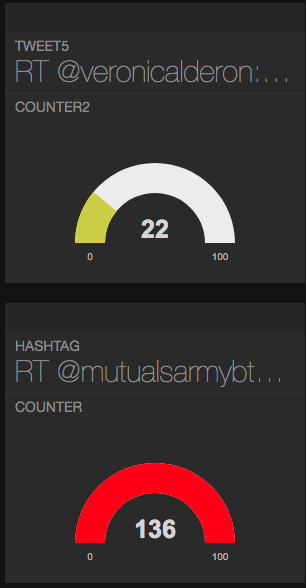 TWEET5
RT @veronicalderon:...
COUNTER2
22
0 100
HASHTAG
RT @mutualsarmybt...
COUNTER
136
0 100